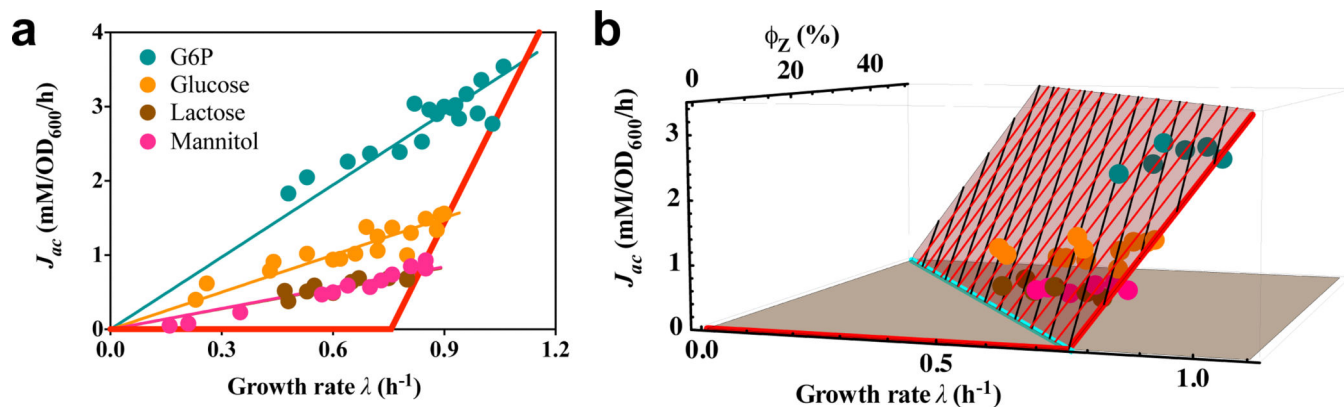 a
4
3
2
1
0
J_ac (mM/OD600/h)
G6P
Glucose
Lactose
Mannitol
0.0 0.3 0.6 0.9 1.2
Growth rate λ (h⁻¹)
b
ϕ_Z (%)
0 20 40
3
2
1
0
J_ac (mM/OD600/h)
0.0 0.5 1.0
Growth rate λ (h⁻¹)